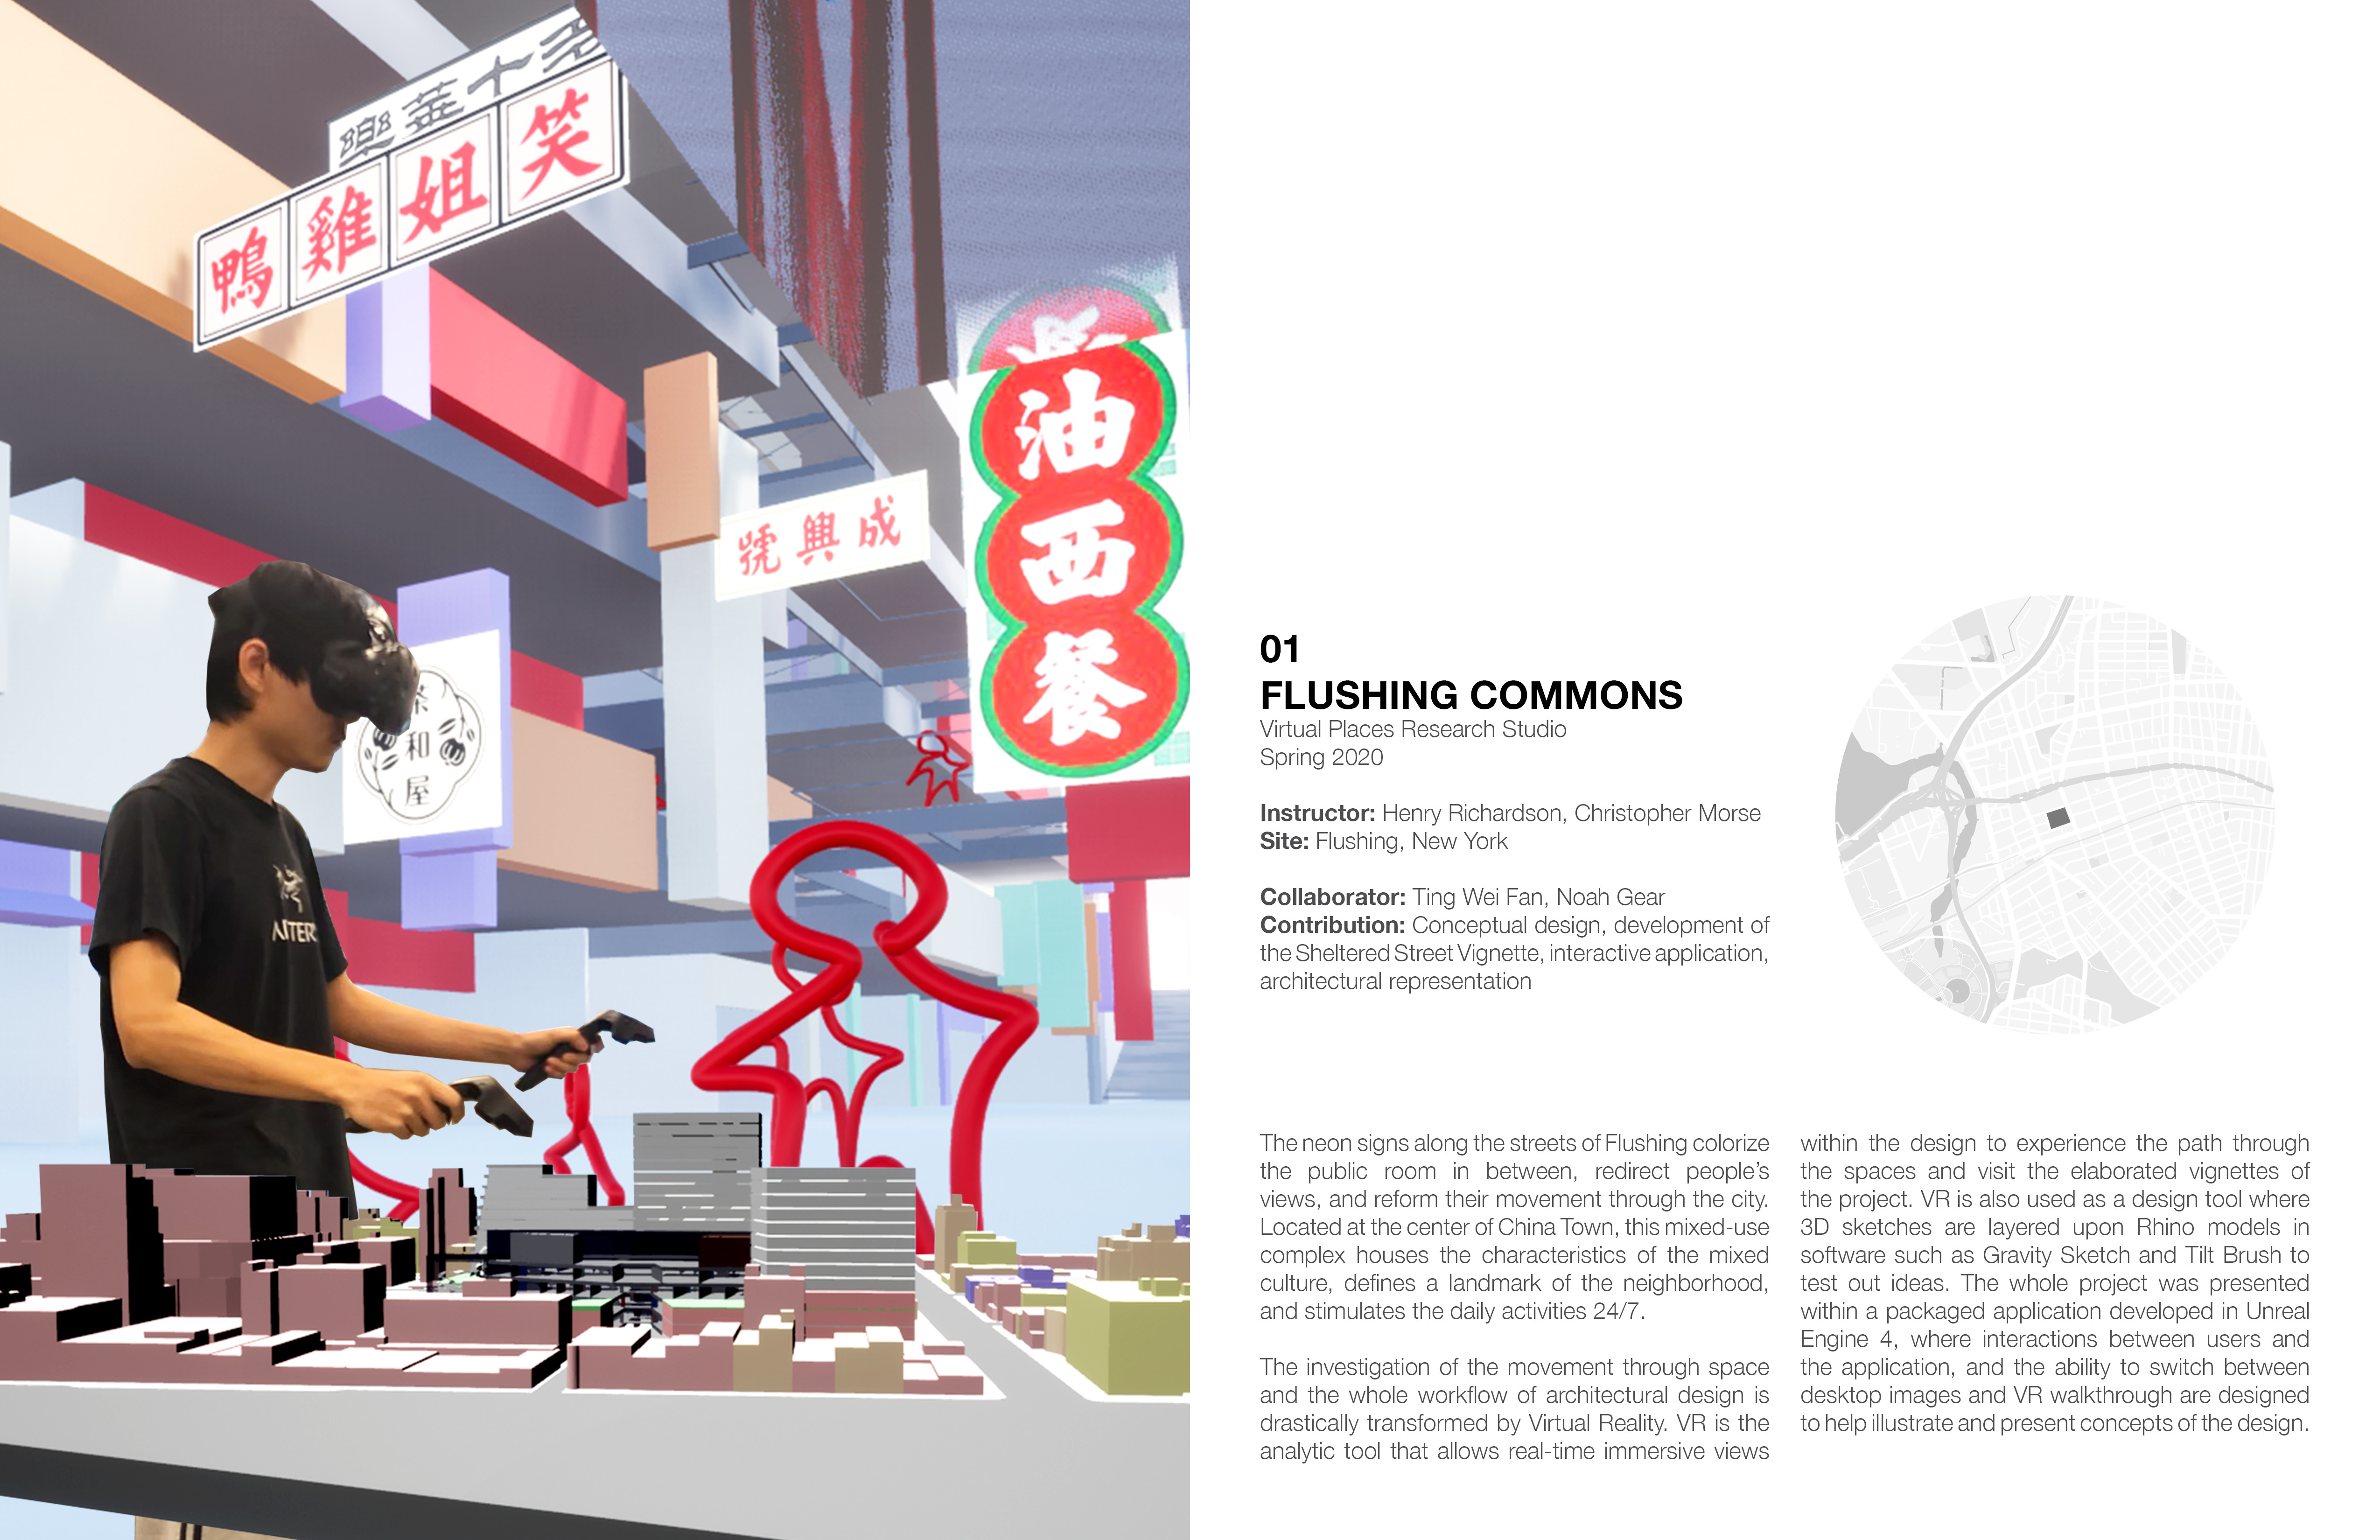 鴨雞姐笑
號興成
油
西
餐
和
屋
01
FLUSHING COMMONS
Virtual Places Research Studio
Spring 2020
Instructor: Henry Richardson, Christopher Morse
Site: Flushing, New York
Collaborator: Ting Wei Fan, Noah Gear
Contribution: Conceptual design, development of
the Sheltered Street Vignette, interactive application,
architectural representation
The neon signs along the streets of Flushing colorize
the public room in between, redirect people's
views, and reform their movement through the city.
Located at the center of China Town, this mixed-use
complex houses the characteristics of the mixed
culture, defines a landmark of the neighborhood,
and stimulates the daily activities 24/7.
The investigation of the movement through space
and the whole workflow of architectural design is
drastically transformed by Virtual Reality. VR is the
analytic tool that allows real-time immersive views
within the design to experience the path through
the spaces and visit the elaborated vignettes of
the project. VR is also used as a design tool where
3D sketches are layered upon Rhino models in
software such as Gravity Sketch and Tilt Brush to
test out ideas. The whole project was presented
within a packaged application developed in Unreal
Engine 4, where interactions between users and
the application, and the ability to switch between
desktop images and VR walkthrough are designed
to help illustrate and present concepts of the design.